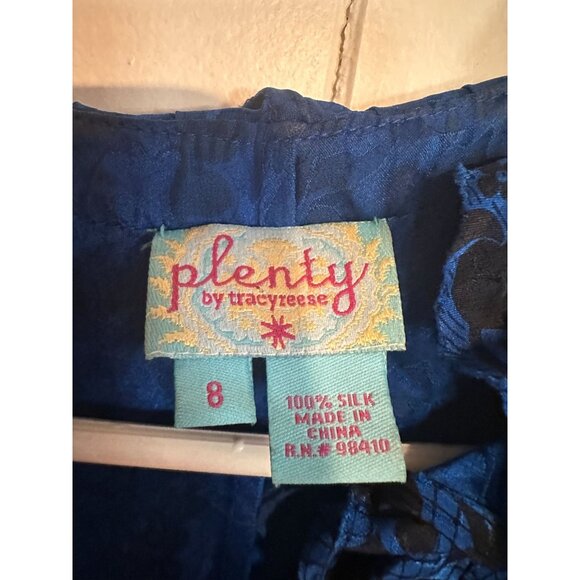 plenty
by tracyreese
8
100% SILK
MADE IN
CHINA
R.N.# 98410